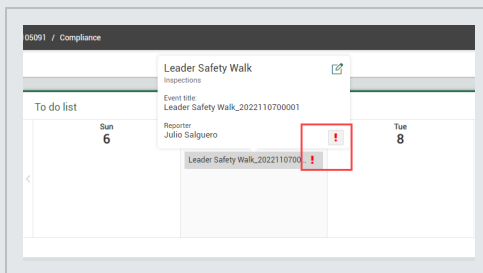 05091 / Compliance
Leader Safety Walk
Inspections
Event title:
Leader Safety Walk_2022110700001
Reporter
Julio Salguero
To do list
Sun
6
Tue
8
Leader Safety Walk_2022110700...